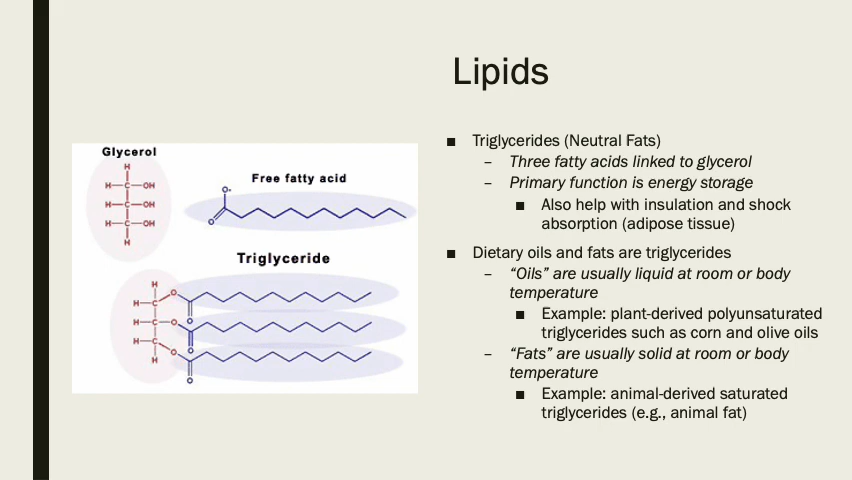 Lipids
Glycerol
H
H—C—OH
H—C—OH
H—C—OH
H
Free fatty acid
O-
O
Triglyceride
H
H—C
O
O
H—C—O
O
H—C
O
H
O
■ Triglycerides (Neutral Fats)
– Three fatty acids linked to glycerol
– Primary function is energy storage
■ Also help with insulation and shock
absorption (adipose tissue)
■ Dietary oils and fats are triglycerides
– “Oils” are usually liquid at room or body
temperature
■ Example: plant-derived polyunsaturated
triglycerides such as corn and olive oils
– “Fats” are usually solid at room or body
temperature
■ Example: animal-derived saturated
triglycerides (e.g., animal fat)